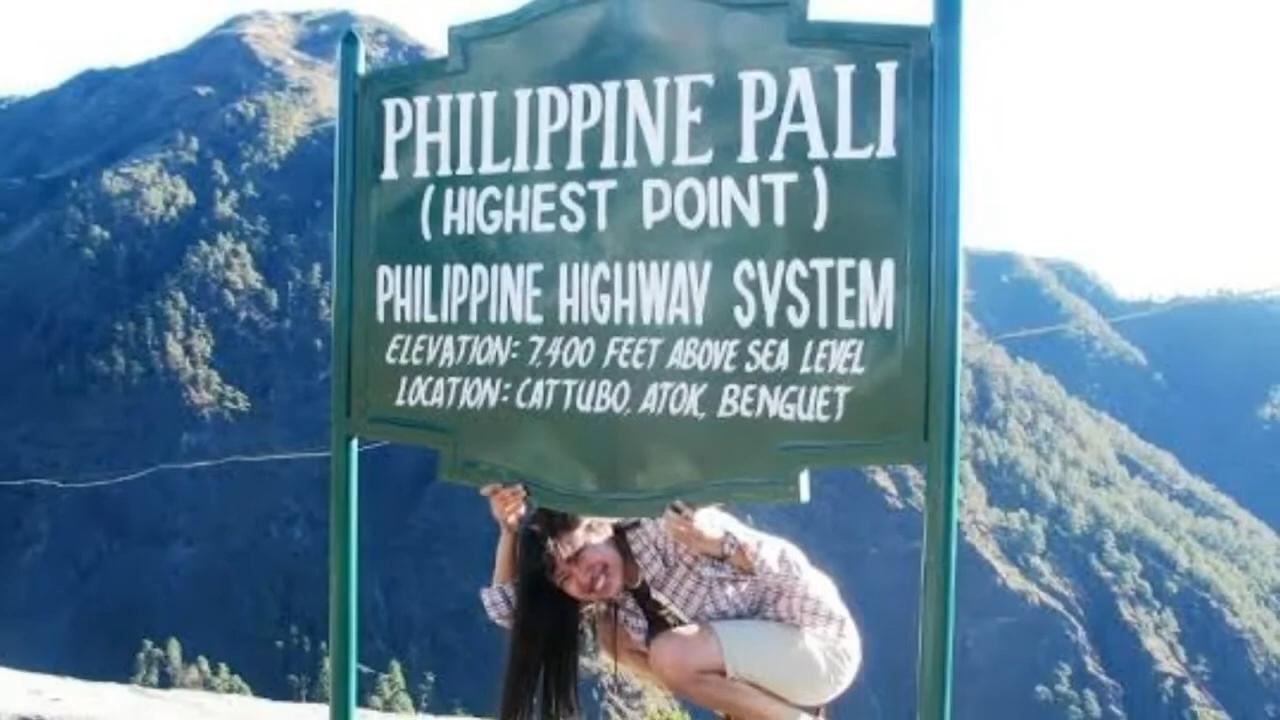 PHILIPPINE PALI
(HIGHEST POINT)
PHILIPPINE HIGHWAY SYSTEM
ELEVATION: 7,400 FEET ABOVE SEA LEVEL
LOCATION: CATTUBO, ATOK, BENGUET